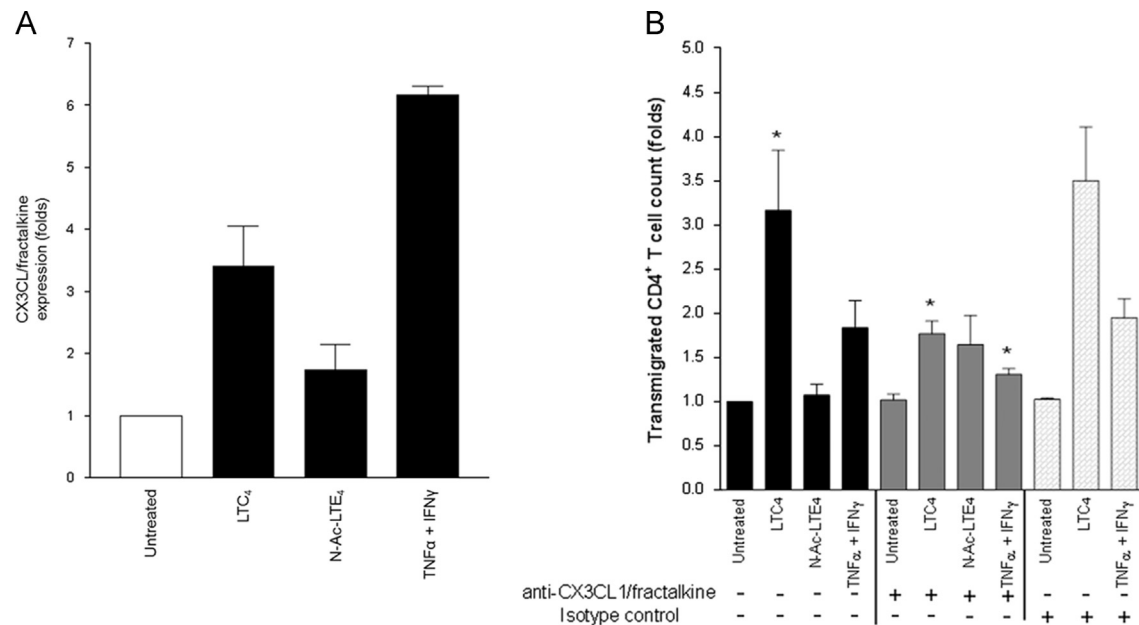 A
CX3CL/fractalkine
expression (folds)
7
6
5
4
3
2
1
0
Untreated
LTC4
N-Ac-LTE4
TNFα + IFNγ
B
Transmigrated CD4+ T cell count (folds)
5.0
4.5
4.0
3.5
3.0
2.5
2.0
1.5
1.0
0.5
0.0
*
*
*
Untreated
LTC4
N-Ac-LTE4
TNFα + IFNγ
Untreated
LTC4
N-Ac-LTE4
TNFα + IFNγ
Untreated
LTC4
TNFα + IFNγ
anti-CX3CL1/fractalkine - - - - + + + + - - -
Isotype control - - - - - - - - + + +